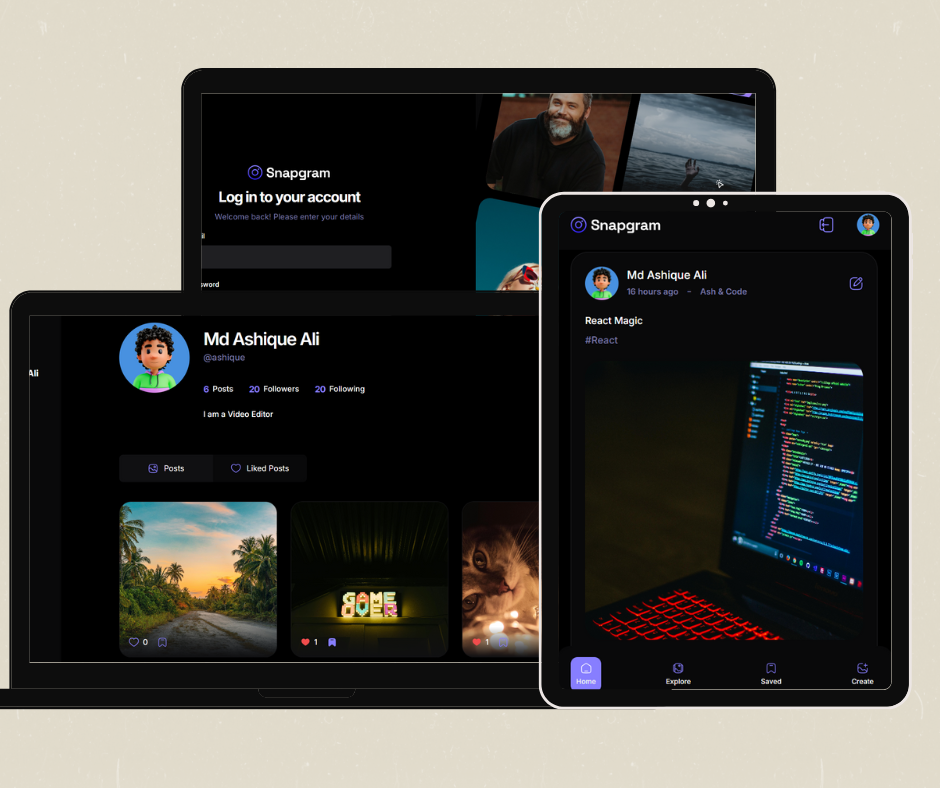 Snapgram
Log in to your account
Welcome back! Please enter your details
sword
Snapgram
Md Ashique Ali
16 hours ago - Ash & Code
React Magic
#React
Home
Explore
Saved
Create
Ali
Md Ashique Ali
@ashique
6 Posts 20 Followers 20 Following
I am a Video Editor
Posts
Liked Posts
GAME
OVER
0
1
1